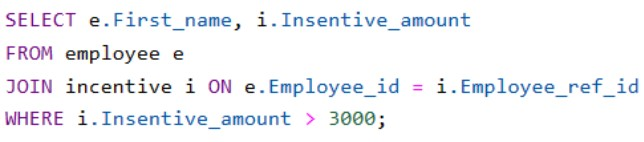 SELECT e.First_name, i.Insentive_amount
FROM employee e
JOIN incentive i ON e.Employee_id = i.Employee_ref_id
WHERE i.Insentive_amount > 3000;